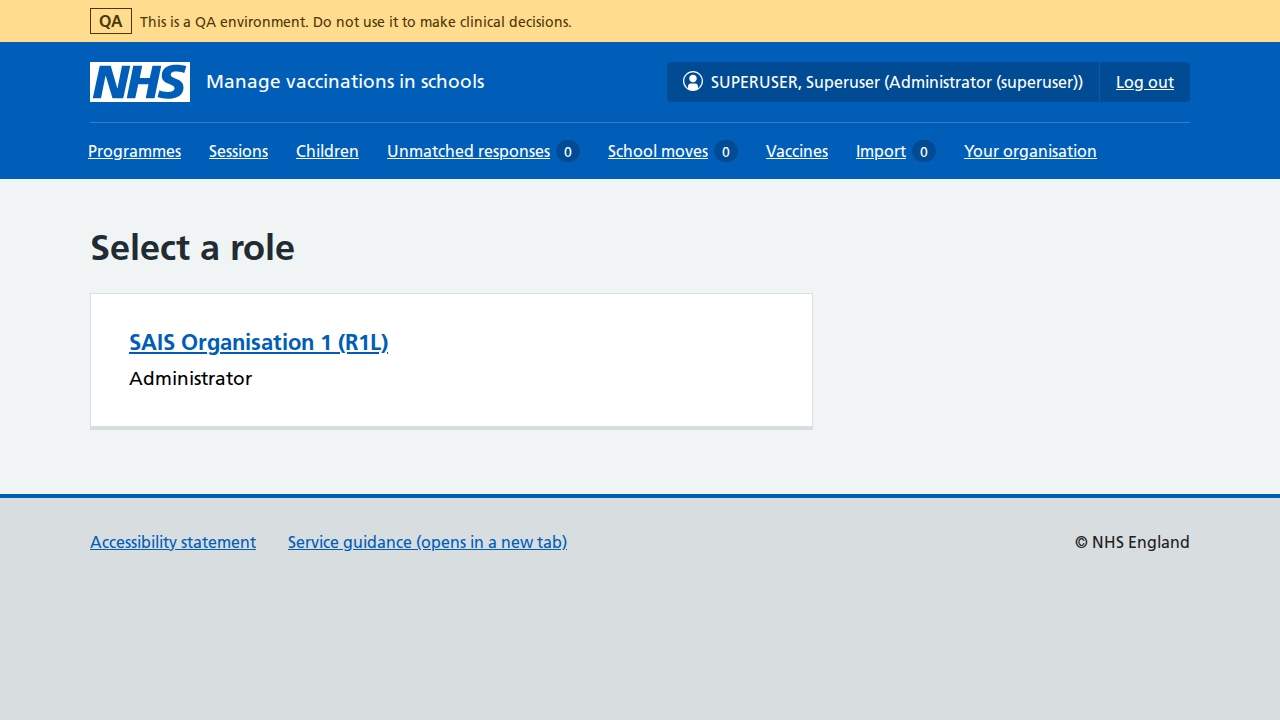 QA This is a QA environment. Do not use it to make clinical decisions.
NHS Manage vaccinations in schools SUPERUSER, Superuser (Administrator (superuser)) Log out
Programmes Sessions Children Unmatched responses 0 School moves 0 Vaccines Import 0 Your organisation
Select a role
SAIS Organisation 1 (R1L)
Administrator
Accessibility statement Service guidance (opens in a new tab) © NHS England